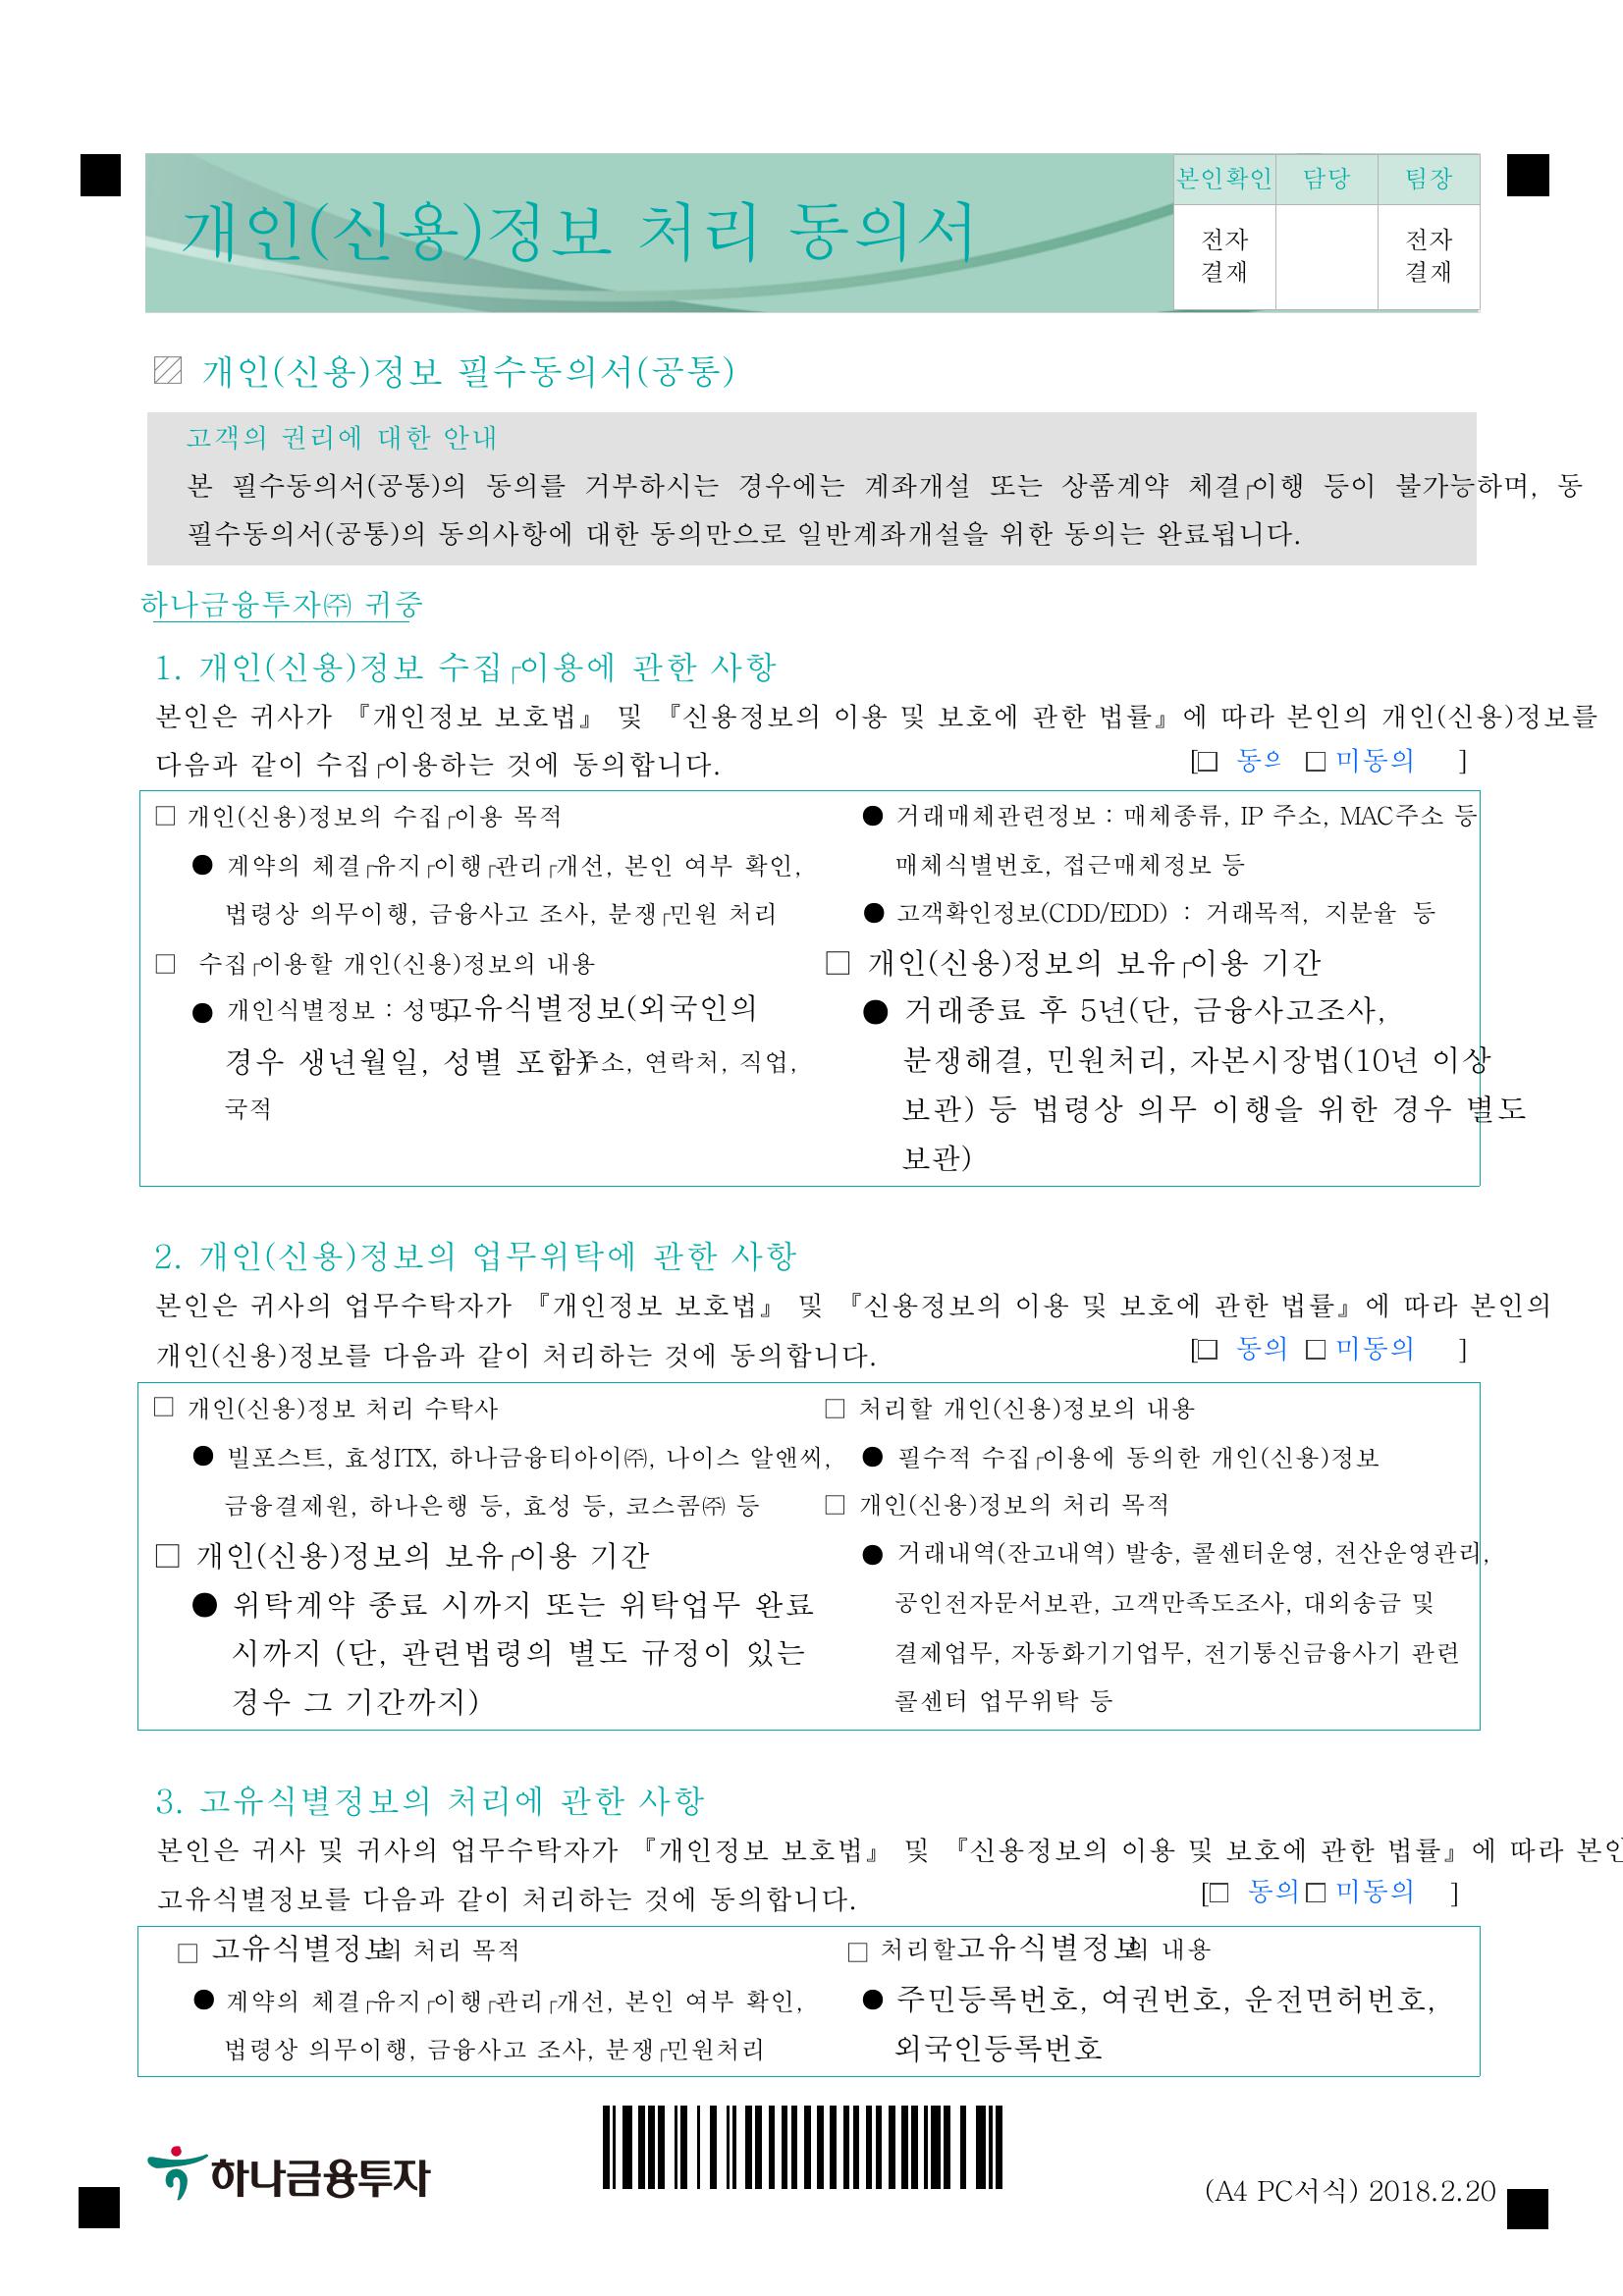 개인(신용)정보 처리 동의서
본인확인 담당 팀장
전자 전자
결재 결재
개인(신용)정보 필수동의서(공통)
고객의 권리에 대한 안내
본 필수동의서(공통)의 동의를 거부하시는 경우에는 계좌개설 또는 상품계약 체결┌이행 등이 불가능하며, 동
필수동의서(공통)의 동의사항에 대한 동의만으로 일반계좌개설을 위한 동의는 완료됩니다.
하나금융투자㈜ 귀중
1. 개인(신용)정보 수집┌이용에 관한 사항
본인은 귀사가 『개인정보 보호법』 및 『신용정보의 이용 및 보호에 관한 법률』에 따라 본인의 개인(신용)정보를
다음과 같이 수집┌이용하는 것에 동의합니다. [□ 동의 □ 미동의 ]
□ 개인(신용)정보의 수집┌이용 목적
● 계약의 체결┌유지┌이행┌관리┌개선, 본인 여부 확인,
법령상 의무이행, 금융사고 조사, 분쟁┌민원 처리
□ 수집┌이용할 개인(신용)정보의 내용
● 개인식별정보 : 성명, 고유식별정보(외국인의
경우 생년월일, 성별 포함), 주소, 연락처, 직업,
국적
● 거래매체관련정보 : 매체종류, IP 주소, MAC주소 등
매체식별번호, 접근매체정보 등
● 고객확인정보(CDD/EDD) : 거래목적, 지분율 등
□ 개인(신용)정보의 보유┌이용 기간
● 거래종료 후 5년(단, 금융사고조사,
분쟁해결, 민원처리, 자본시장법(10년 이상
보관) 등 법령상 의무 이행을 위한 경우 별도
보관)
2. 개인(신용)정보의 업무위탁에 관한 사항
본인은 귀사의 업무수탁자가 『개인정보 보호법』 및 『신용정보의 이용 및 보호에 관한 법률』에 따라 본인의
개인(신용)정보를 다음과 같이 처리하는 것에 동의합니다. [□ 동의 □ 미동의 ]
□ 개인(신용)정보 처리 수탁사
● 빌포스트, 효성ITX, 하나금융티아이㈜, 나이스 알앤씨,
금융결제원, 하나은행 등, 효성 등, 코스콤㈜ 등
□ 개인(신용)정보의 보유┌이용 기간
● 위탁계약 종료 시까지 또는 위탁업무 완료
시까지 (단, 관련법령의 별도 규정이 있는
경우 그 기간까지)
□ 처리할 개인(신용)정보의 내용
● 필수적 수집┌이용에 동의한 개인(신용)정보
□ 개인(신용)정보의 처리 목적
● 거래내역(잔고내역) 발송, 콜센터운영, 전산운영관리,
공인전자문서보관, 고객만족도조사, 대외송금 및
결제업무, 자동화기기업무, 전기통신금융사기 관련
콜센터 업무위탁 등
3. 고유식별정보의 처리에 관한 사항
본인은 귀사 및 귀사의 업무수탁자가 『개인정보 보호법』 및 『신용정보의 이용 및 보호에 관한 법률』에 따라 본인
고유식별정보를 다음과 같이 처리하는 것에 동의합니다. [□ 동의 □ 미동의 ]
□ 고유식별정보의 처리 목적
● 계약의 체결┌유지┌이행┌관리┌개선, 본인 여부 확인,
법령상 의무이행, 금융사고 조사, 분쟁┌민원처리
□ 처리할 고유식별정보의 내용
● 주민등록번호, 여권번호, 운전면허번호,
외국인등록번호
하나금융투자
(A4 PC서식) 2018.2.20